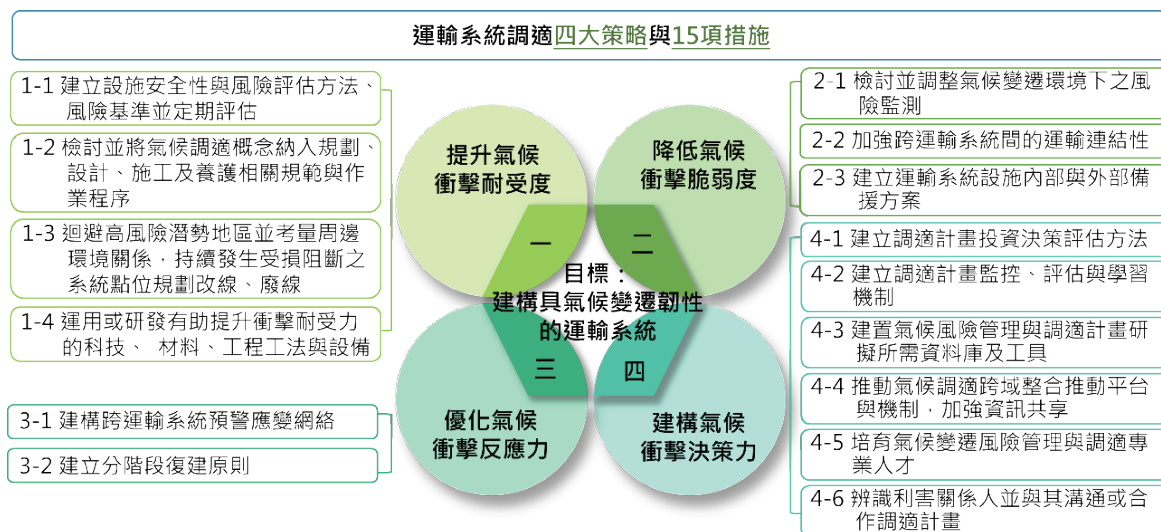 運輸系統調適四大策略與15項措施
1-1 建立設施安全性與風險評估方法、
風險基準並定期評估
1-2 檢討並將氣候調適概念納入規劃、
設計、施工及養護相關規範與作
業程序
1-3 迴避高風險潛勢地區並考量周邊
環境關係，持續發生受損阻斷之
系統點位規劃改線、廢線
1-4 運用或研發有助提升衝擊耐受力
的科技、 材料、工程工法與設備
3-1 建構跨運輸系統預警應變網絡
3-2 建立分階段復建原則
提升氣候
衝擊耐受度
降低氣候
衝擊脆弱度
一
二
目標：
建構具氣候變遷韌性
的運輸系統
三
四
優化氣候
衝擊反應力
建構氣候
衝擊決策力
2-1 檢討並調整氣候變遷環境下之風
險監測
2-2 加強跨運輸系統間的運輸連結性
2-3 建立運輸系統設施內部與外部備
援方案
4-1 建立調適計畫投資決策評估方法
4-2 建立調適計畫監控、評估與學習
機制
4-3 建置氣候風險管理與調適計畫研
擬所需資料庫及工具
4-4 推動氣候調適跨域整合推動平台
與機制，加強資訊共享
4-5 培育氣候變遷風險管理與調適專
業人才
4-6 辨識利害關係人並與其溝通或合
作調適計畫